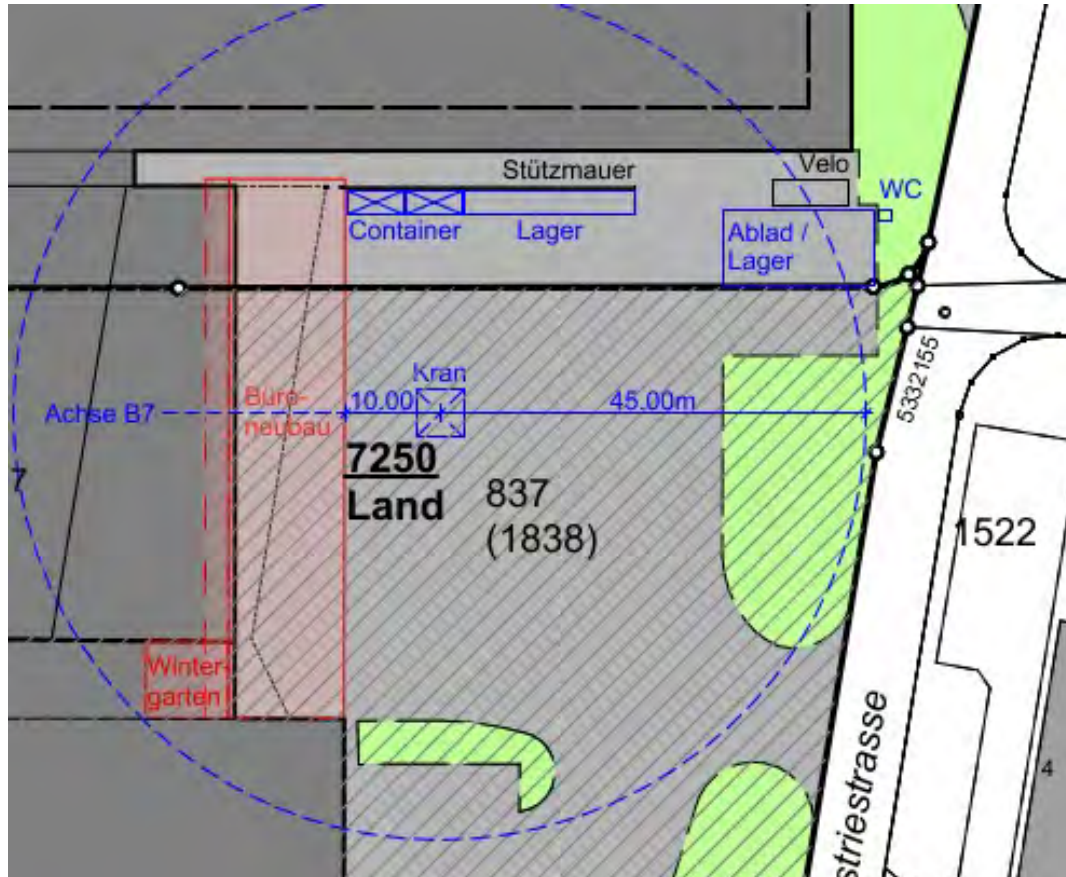 Stützmauer
Velo
WC
Container
Lager
Ablad /
Lager
Kran
Achse B7
Büro-
neubau
10.00
45.00m
5332155
7250
Land
837
(1838)
7
1522
Winter-
garten
striestrasse
4